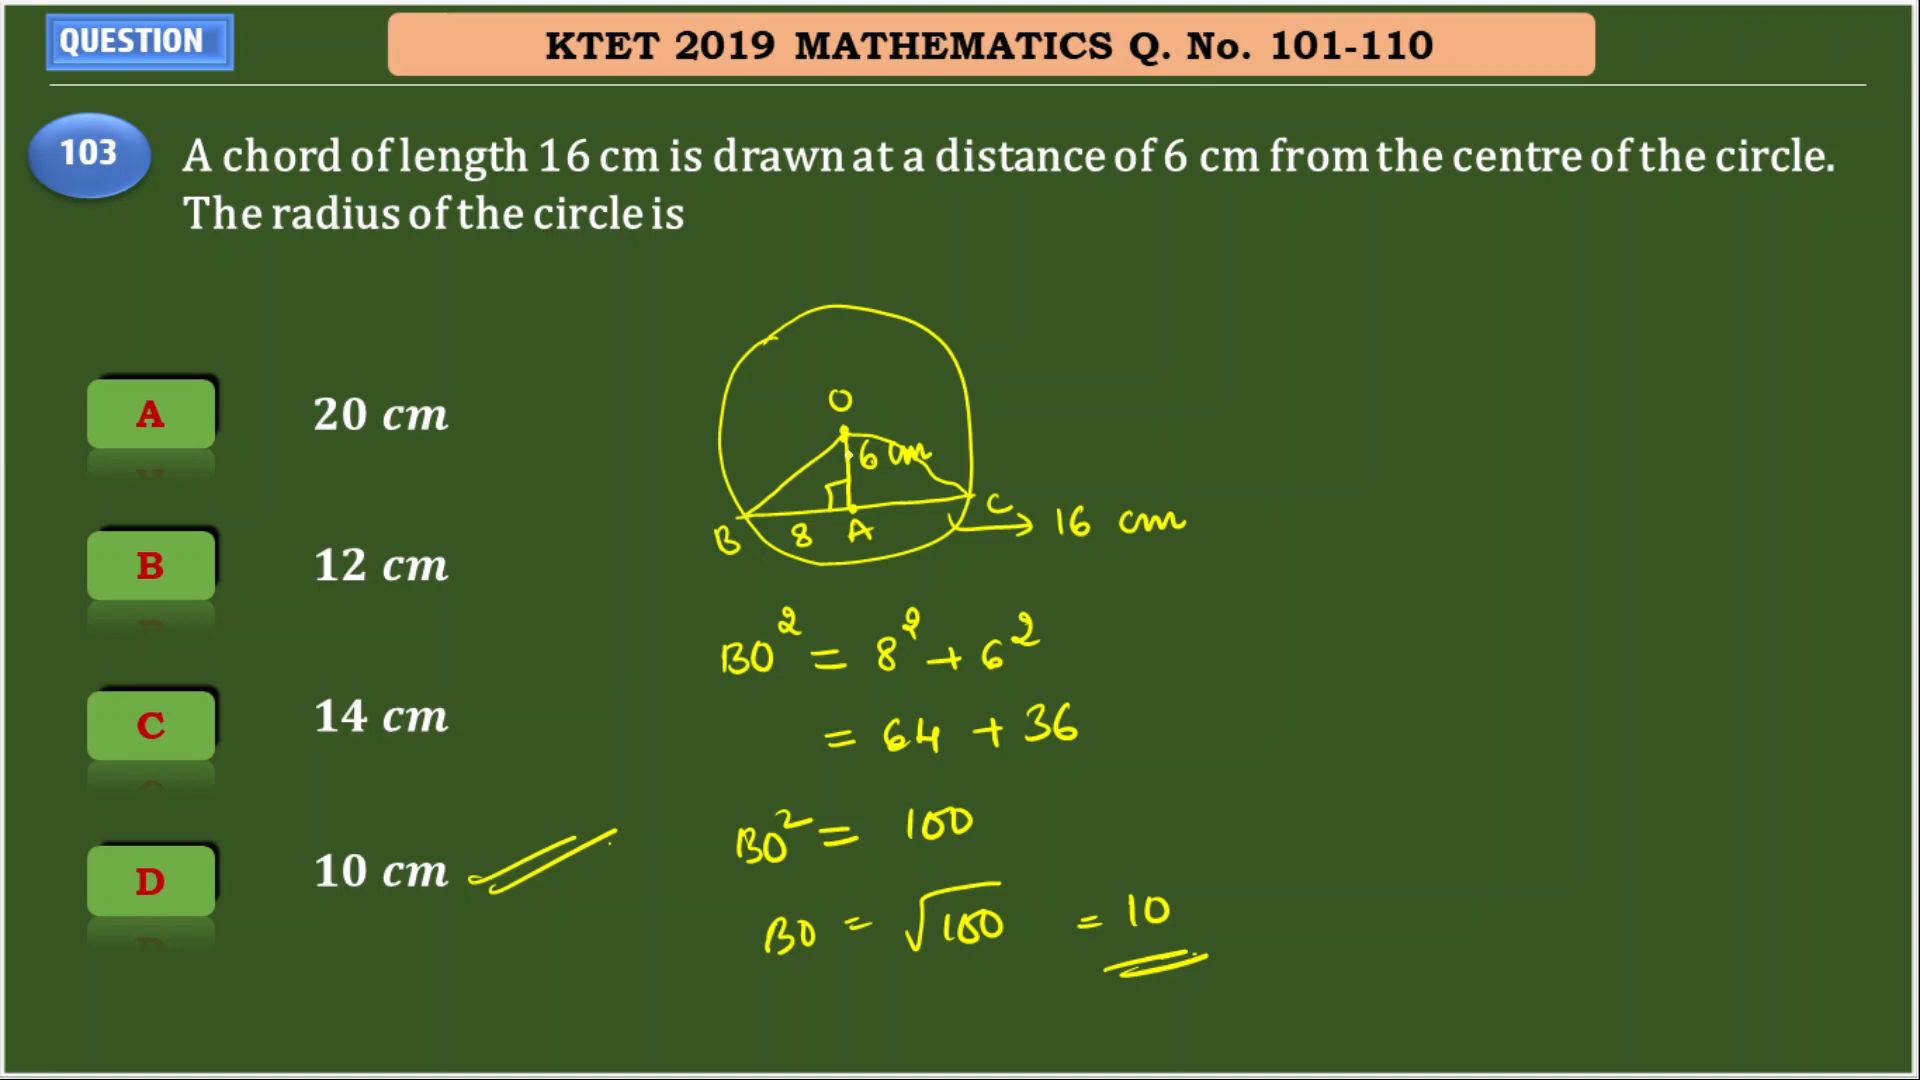 QUESTION
KTET 2019 MATHEMATICS Q. No. 101-110
103
A chord of length 16 cm is drawn at a distance of 6 cm from the centre of the circle.
The radius of the circle is
A 20 cm
B 12 cm
C 14 cm
D 10 cm
O
6 cm
B 8 A C → 16 cm
BO² = 8² + 6²
= 64 + 36
BO² = 100
BO = √100 = 10